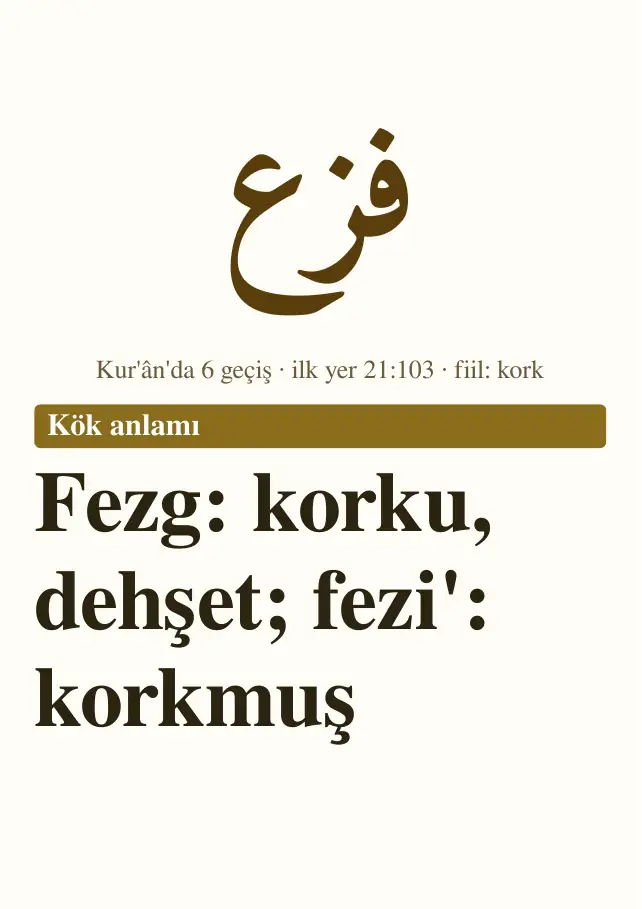 فزع
Kur'ân'da 6 geçiş · ilk yer 21:103 · fiil: kork
Kök anlamı
Fezg: korku,
dehşet; fezi':
korkmuş